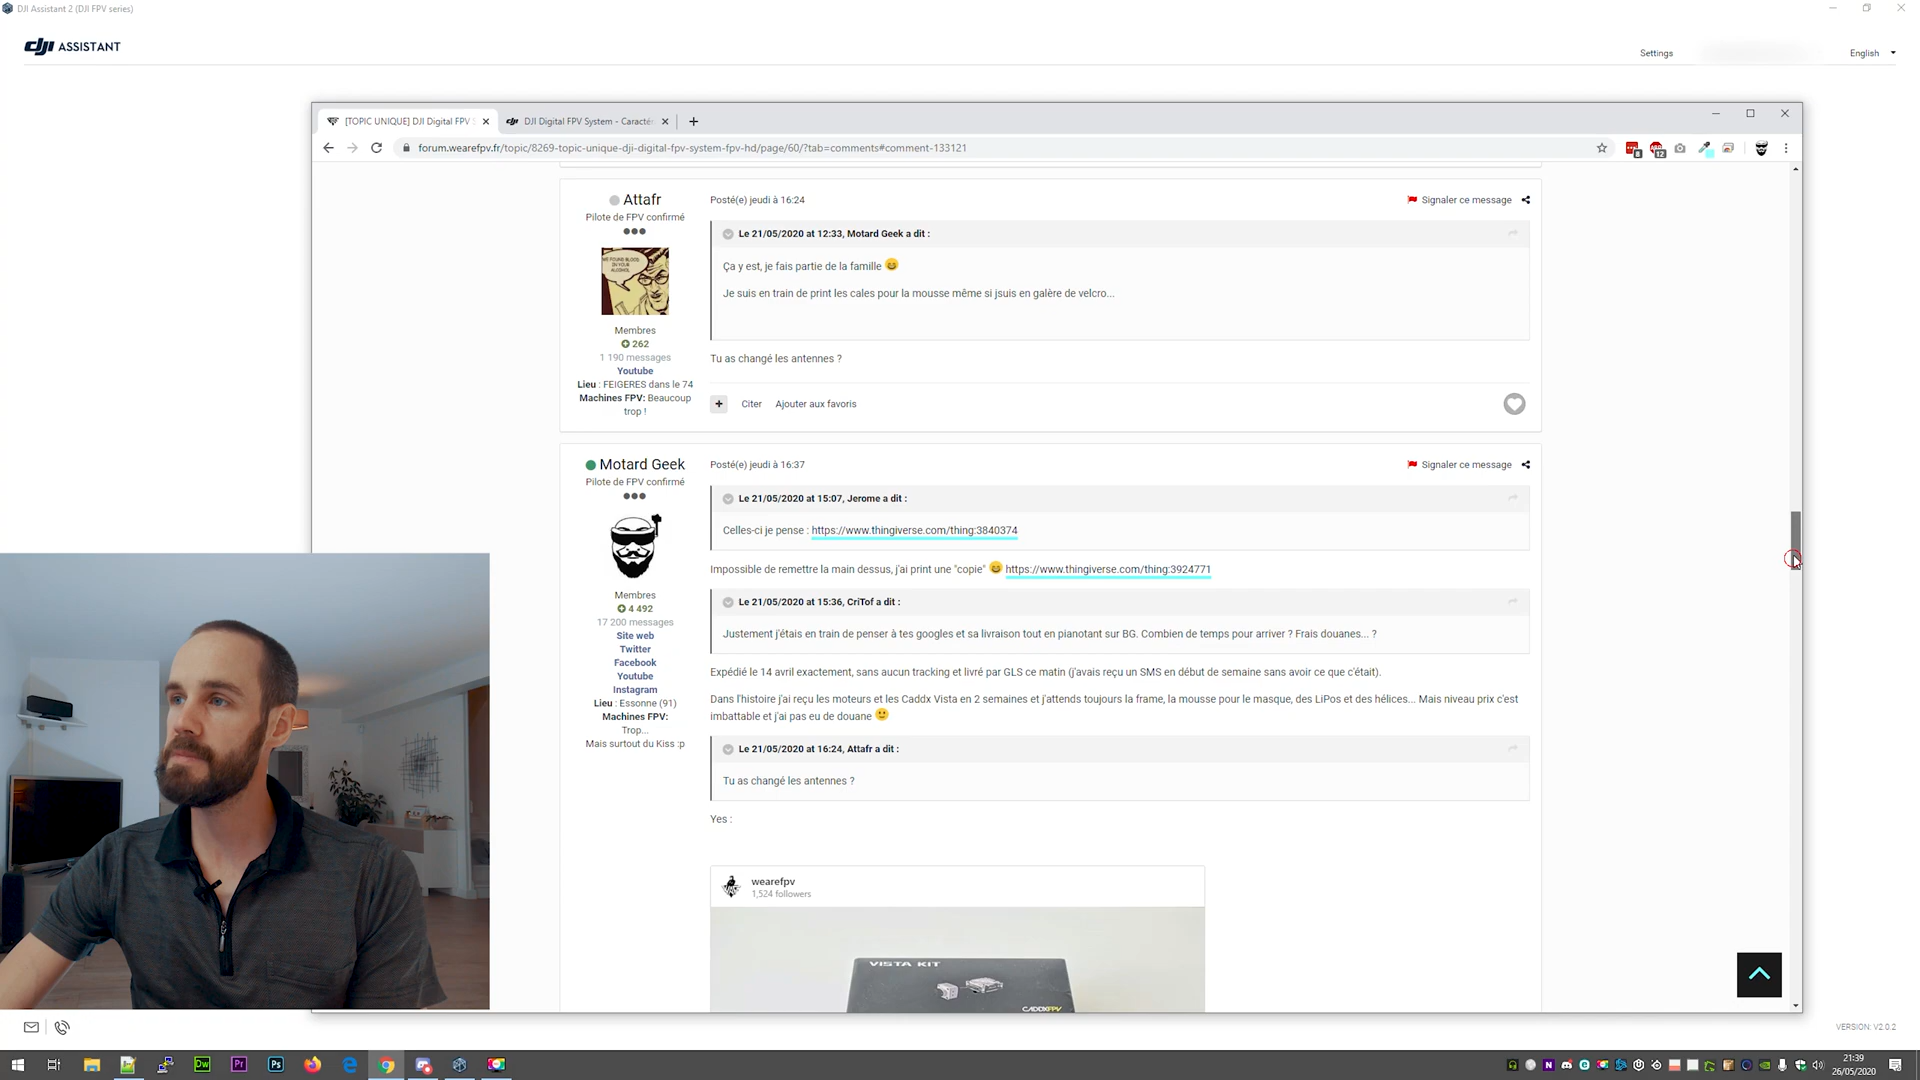 DJI Assistant 2 (DJI FPV series)
dji ASSISTANT
Settings
English
[TOPIC UNIQUE] DJI Digital FPV
DJI Digital FPV System - Caracté
forum.wearefpv.fr/topic/8269-topic-unique-dji-digital-fpv-system-fpv-hd/page/60/?tab=comments#comment-133121
Attafr
Pilote de FPV confirmé
WE FOUND BLOOD IN YOUR ALCOHOL
Membres
262
1 190 messages
Youtube
Lieu : FEIGERES dans le 74
Machines FPV: Beaucoup
trop !
Posté(e) jeudi à 16:24
Signaler ce message
Le 21/05/2020 at 12:33, Motard Geek a dit :
Ça y est, je fais partie de la famille
Je suis en train de print les cales pour la mousse même si jsuis en galère de velcro...
Tu as changé les antennes ?
+ Citer Ajouter aux favoris
Motard Geek
Pilote de FPV confirmé
Membres
4 492
17 200 messages
Site web
Twitter
Facebook
Youtube
Instagram
Lieu : Essonne (91)
Machines FPV:
Trop...
Mais surtout du Kiss :p
Posté(e) jeudi à 16:37
Signaler ce message
Le 21/05/2020 at 15:07, Jerome a dit :
Celles-ci je pense : https://www.thingiverse.com/thing:3840374
Impossible de remettre la main dessus, j'ai print une "copie" https://www.thingiverse.com/thing:3924771
Le 21/05/2020 at 15:36, CriTof a dit :
Justement j'étais en train de penser à tes googles et sa livraison tout en pianotant sur BG. Combien de temps pour arriver ? Frais douanes... ?
Expédié le 14 avril exactement, sans aucun tracking et livré par GLS ce matin (j'avais reçu un SMS en début de semaine sans avoir ce que c'était).
Dans l'histoire j'ai reçu les moteurs et les Caddx Vista en 2 semaines et j'attends toujours la frame, la mousse pour le masque, des LiPos et des hélices... Mais niveau prix c'est
imbattable et j'ai pas eu de douane
Le 21/05/2020 at 16:24, Attafr a dit :
Tu as changé les antennes ?
Yes :
wearefpv
1,524 followers
VISTA KIT
CADDXFPV
VERSION: V2.0.2
Dw
Pr
Ps
21:39
26/05/2020